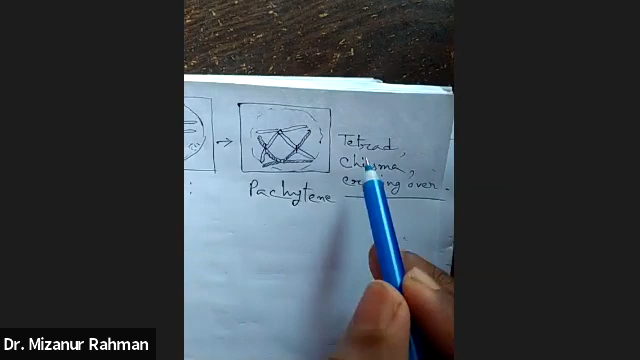 Tetrad,
Chiasma,
crossing over.
Pachytene
Dr. Mizanur Rahman